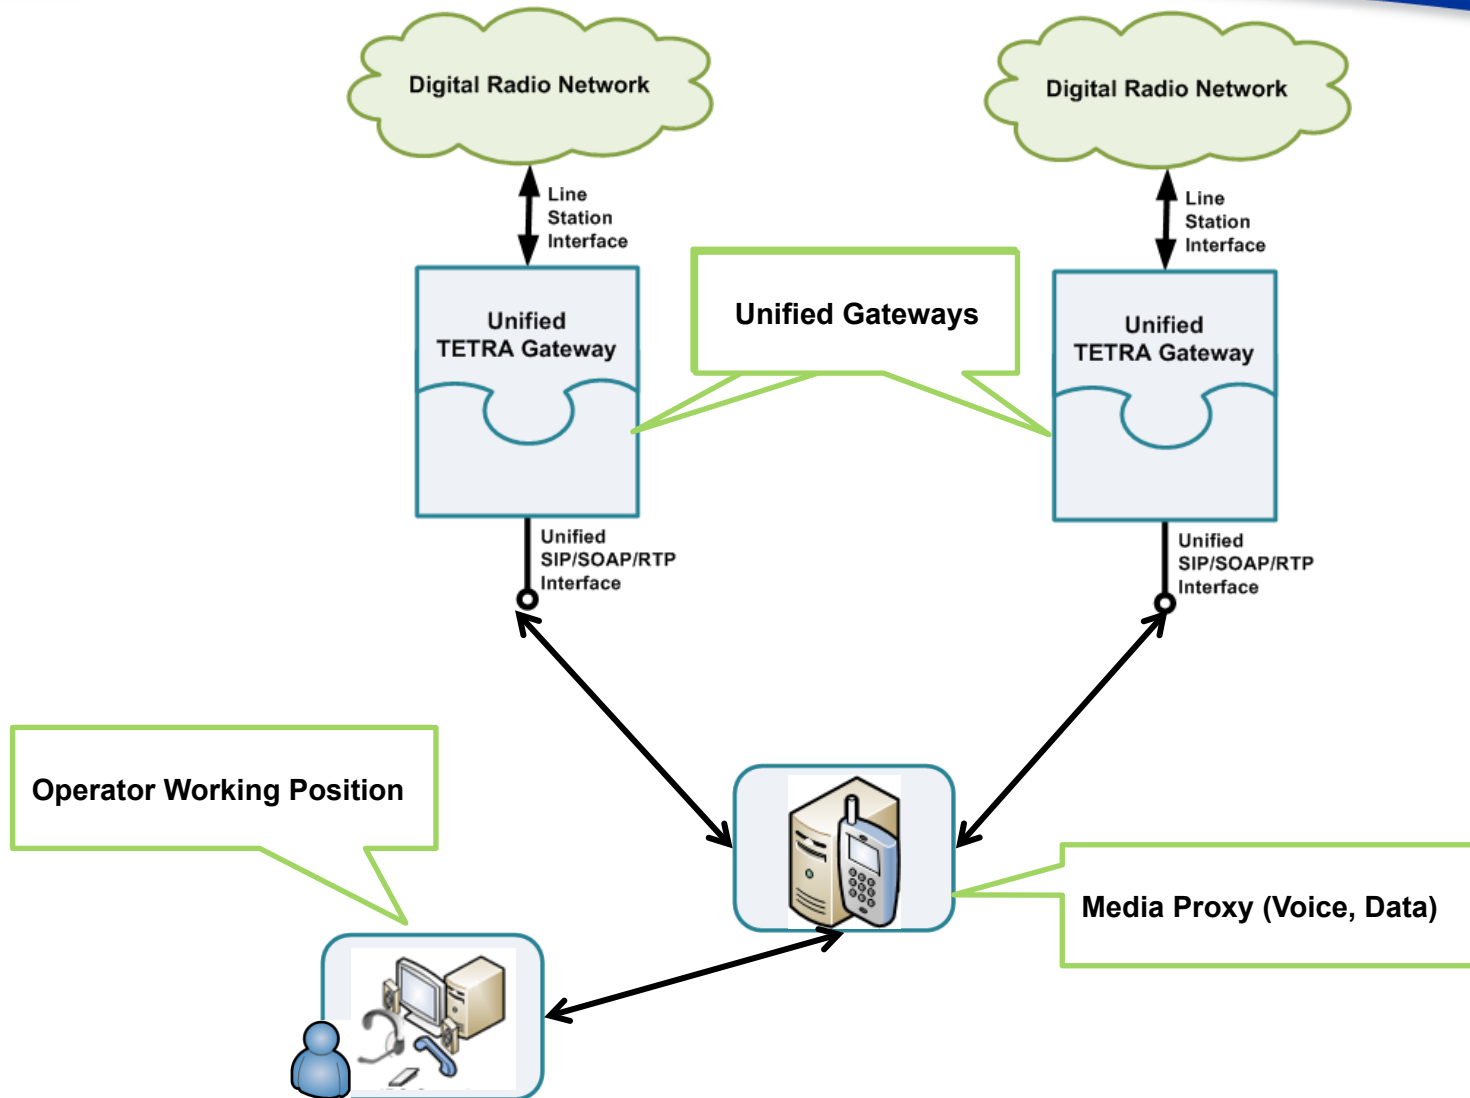 Digital Radio Network
Digital Radio Network
Line
Station
Interface
Line
Station
Interface
Unified
TETRA Gateway
Unified Gateways
Unified
TETRA Gateway
Unified
SIP/SOAP/RTP
Interface
Unified
SIP/SOAP/RTP
Interface
Operator Working Position
Media Proxy (Voice, Data)